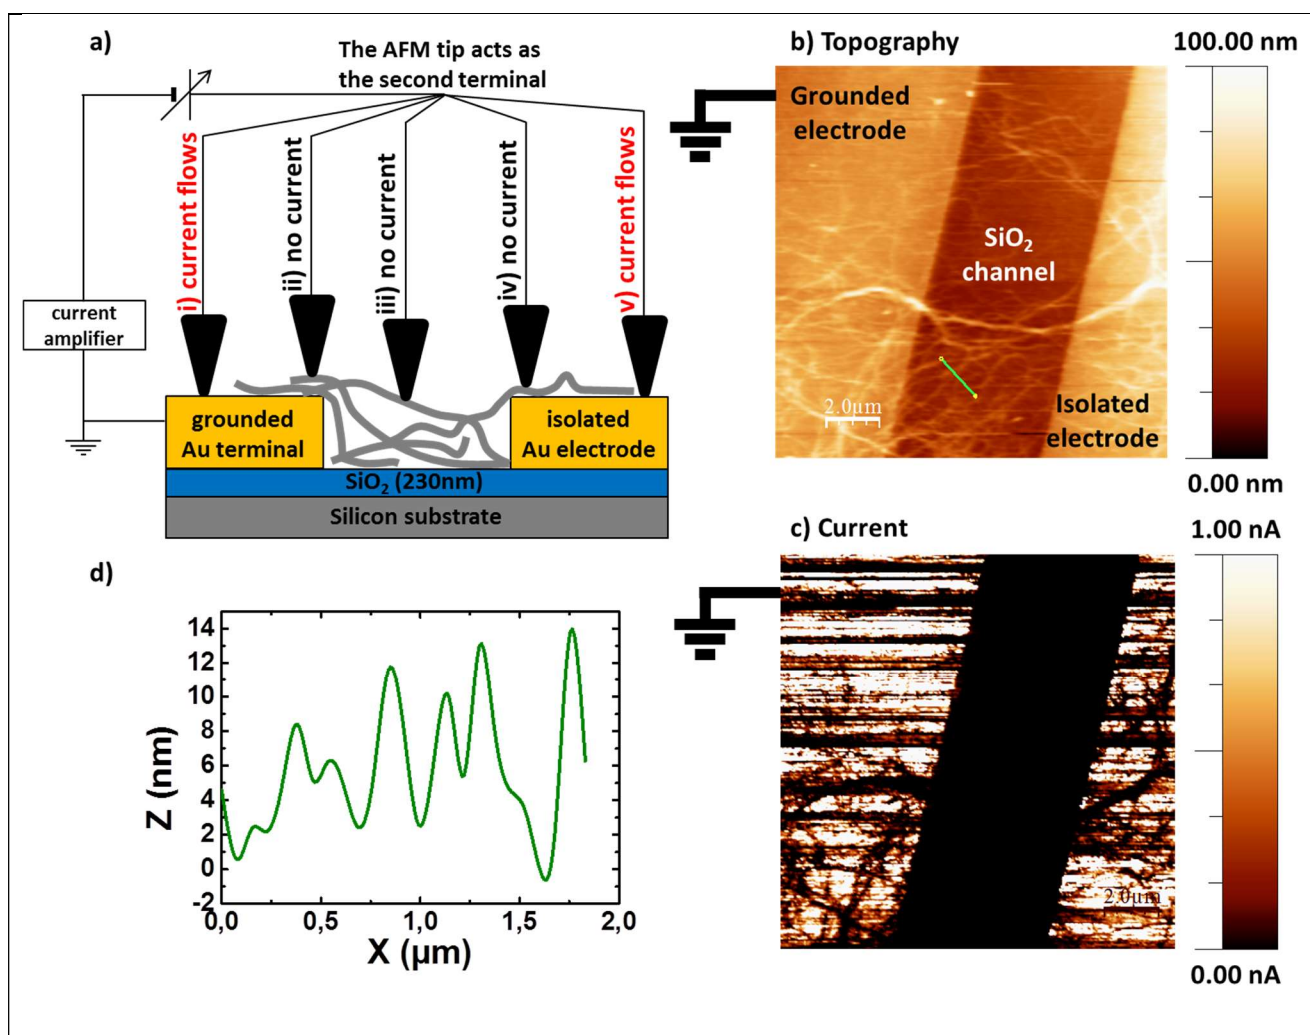 a)
The AFM tip acts as
the second terminal
i) current flows
ii) no current
iii) no current
iv) no current
v) current flows
current
amplifier
grounded
Au terminal
isolated
Au electrode
SiO₂ (230nm)
Silicon substrate
b) Topography
100.00 nm
Grounded
electrode
SiO₂
channel
2.0µm
Isolated
electrode
0.00 nm
c) Current
1.00 nA
2.0µm
0.00 nA
d)
14
12
10
8
6
4
2
0
-2
Z (nm)
0,0
0,5
1,0
1,5
2,0
X (µm)